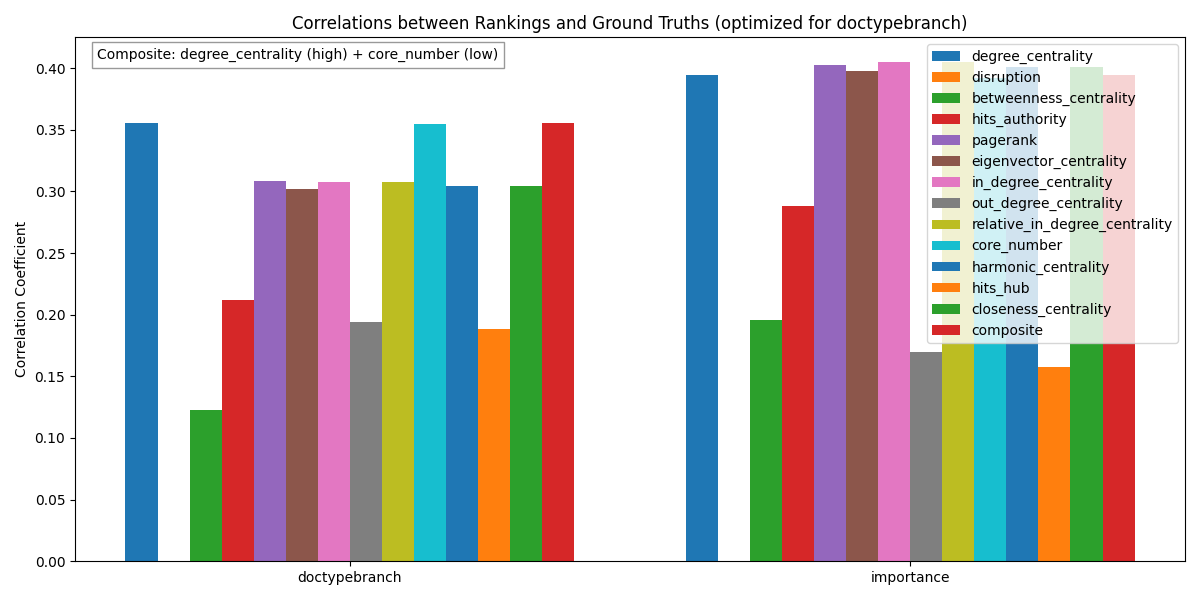 Correlations between Rankings and Ground Truths (optimized for doctypebranch)
Composite: degree_centrality (high) + core_number (low)
degree_centrality
disruption
betweenness_centrality
hits_authority
pagerank
eigenvector_centrality
in_degree_centrality
out_degree_centrality
relative_in_degree_centrality
core_number
harmonic_centrality
hits_hub
closeness_centrality
composite
Correlation Coefficient
0.40
0.35
0.30
0.25
0.20
0.15
0.10
0.05
0.00
doctypebranch
importance